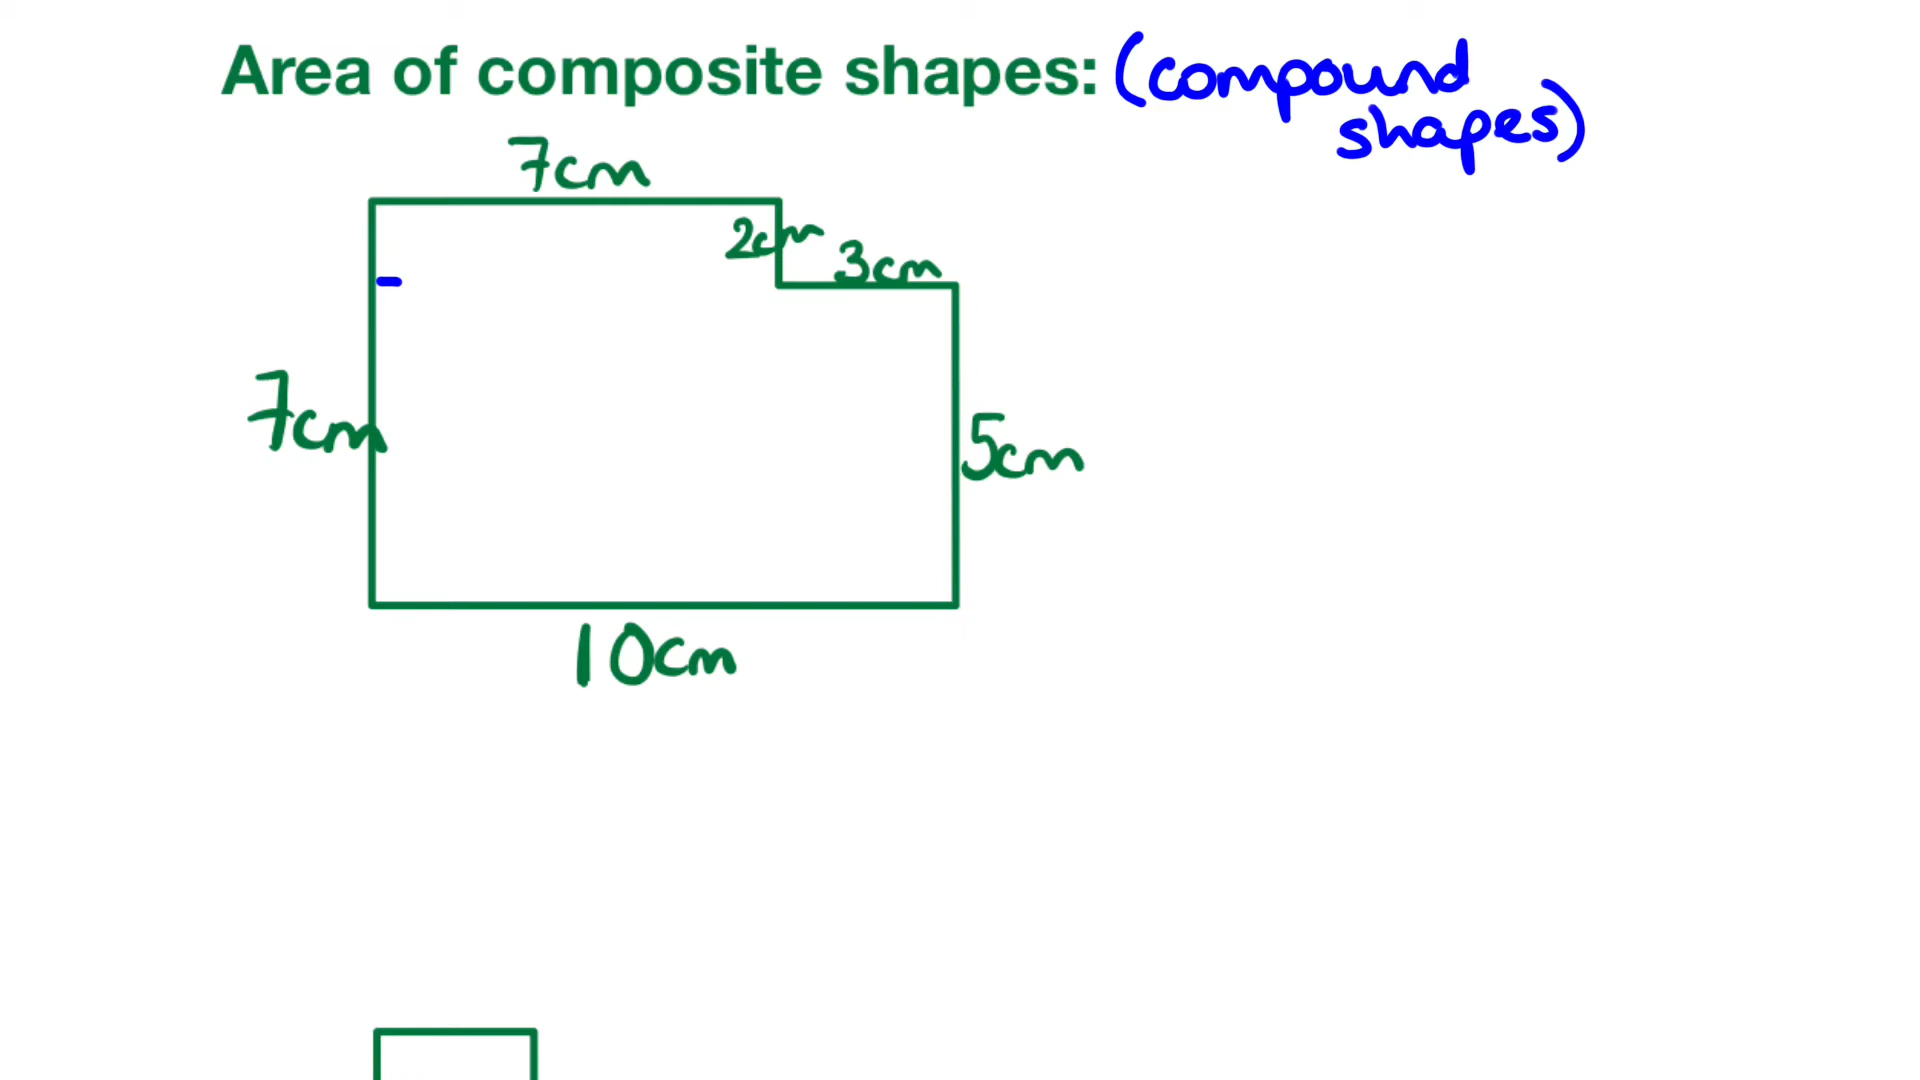 Area of composite shapes: (compound
shapes)
7cm
2cm
3cm
7cm
5cm
10cm